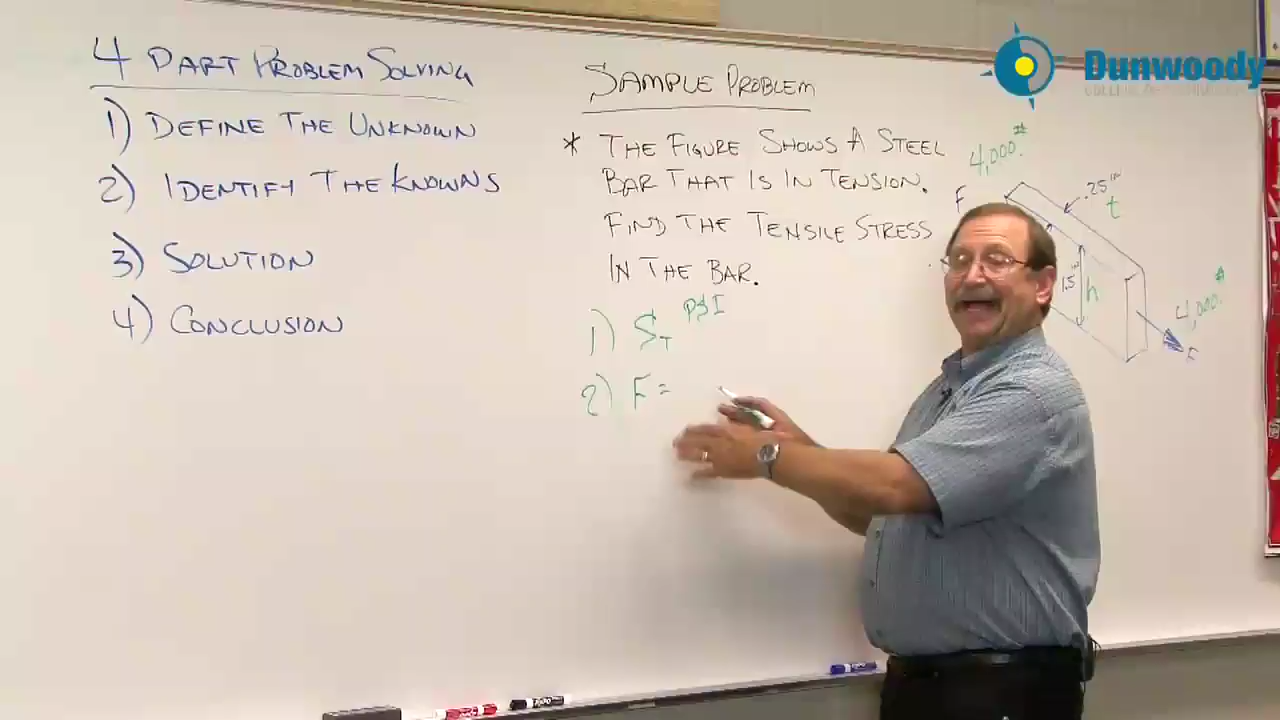 4 PART PROBLEM SOLVING
1) DEFINE THE UNKNOWN
2) IDENTIFY THE KNOWNS
3) SOLUTION
4) CONCLUSION
SAMPLE PROBLEM
* THE FIGURE SHOWS A STEEL
BAR THAT IS IN TENSION.
FIND THE TENSILE STRESS
IN THE BAR.
1) ST PSI
2) F =
4,000.#
F
.25 in
t
1.5 in
h
4,000.#
F
Dunwoody